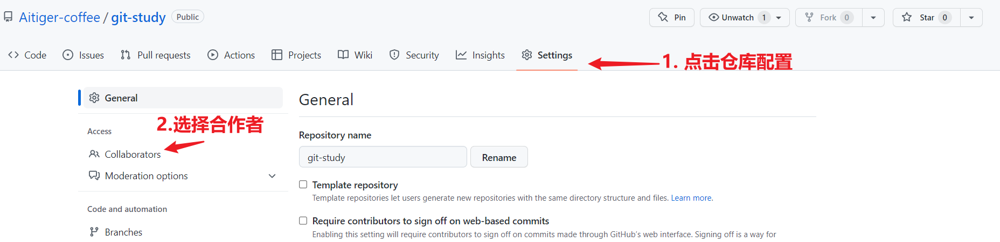 Aitiger-coffee / git-study Public Pin Unwatch 1 Fork 0 Star 0
Code Issues Pull requests Actions Projects Wiki Security Insights Settings
1. 点击仓库配置
General
2.选择合作者
Access
Collaborators
Moderation options
Code and automation
Branches
General
Repository name
git-study Rename
Template repository
Template repositories let users generate new repositories with the same directory structure and files. Learn more.
Require contributors to sign off on web-based commits
Enabling this setting will require contributors to sign off on commits made through GitHub's web interface. Signing off is a way for